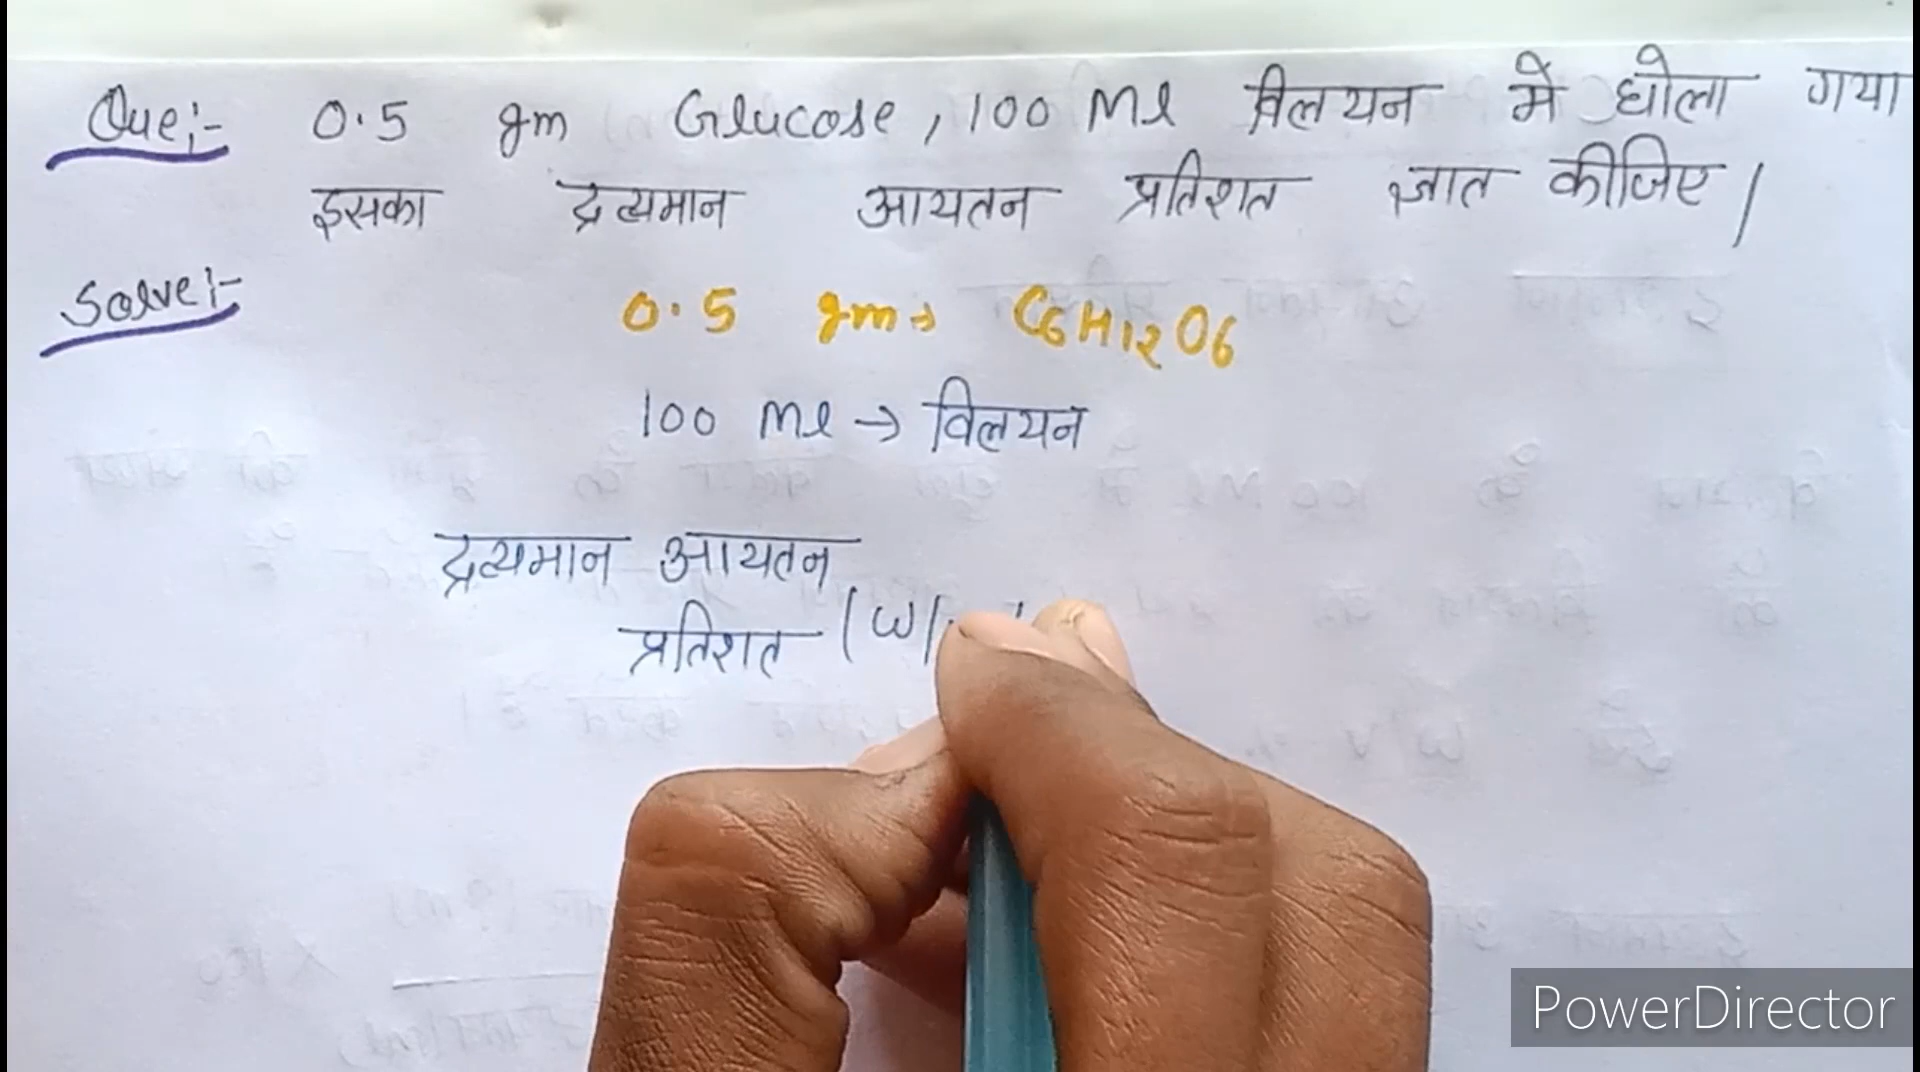 Que:- 0.5 gm Glucose, 100 Ml विलयन में घोला गया
इसका द्रव्यमान आयतन प्रतिशत ज्ञात कीजिए |
Solve:-
0.5 gm → C6H12O6
100 Ml → विलयन
द्रव्यमान आयतन
प्रतिशत (W/
PowerDirector